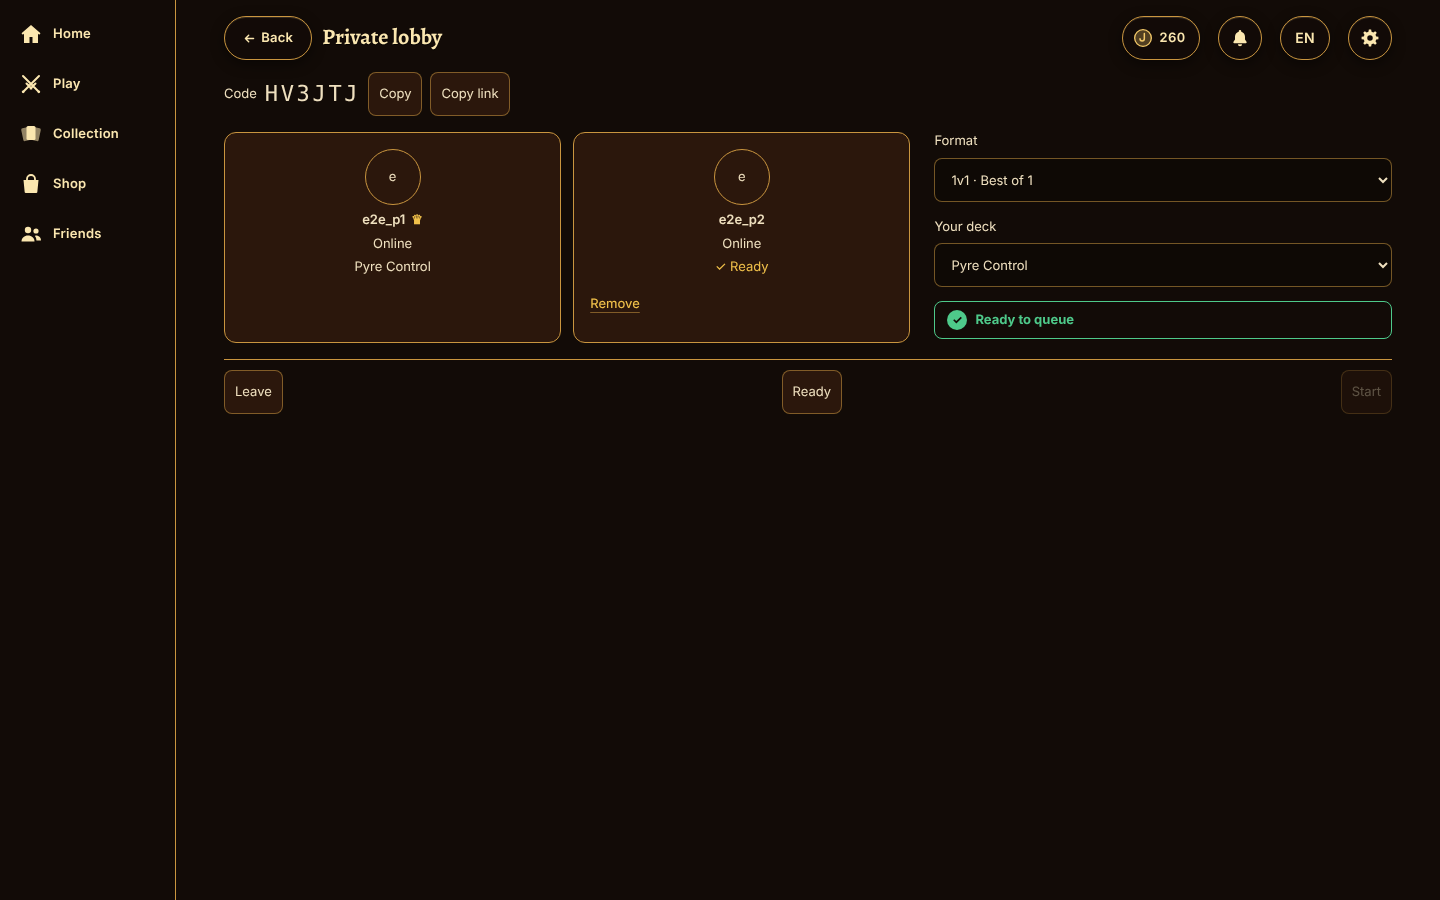 Home
Play
Collection
Shop
Friends
← Back
Private lobby
J 260
EN
Code HV3JTJ Copy Copy link
e
e2e_p1 ♛
Online
Pyre Control
e
e2e_p2
Online
✓ Ready
Remove
Format
1v1 · Best of 1
Your deck
Pyre Control
Ready to queue
Leave
Ready
Start